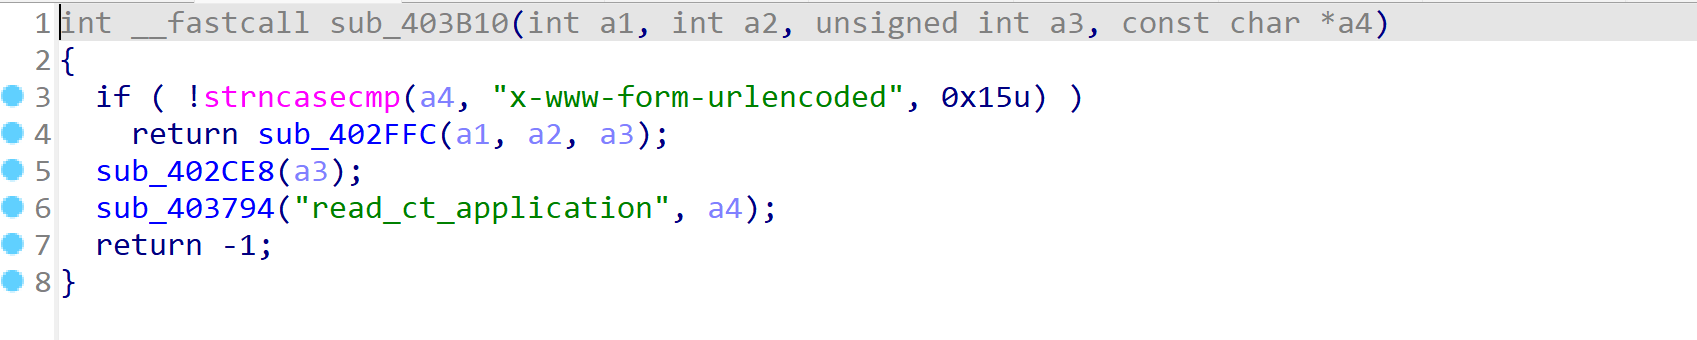 1 int __fastcall sub_403B10(int a1, int a2, unsigned int a3, const char *a4)
2 {
3   if ( !strncasecmp(a4, "x-www-form-urlencoded", 0x15u) )
4     return sub_402FFC(a1, a2, a3);
5   sub_402CE8(a3);
6   sub_403794("read_ct_application", a4);
7   return -1;
8 }